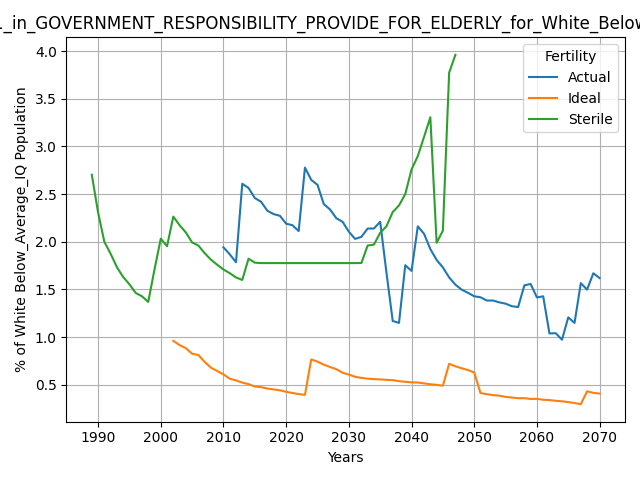 _in_GOVERNMENT_RESPONSIBILITY_PROVIDE_FOR_ELDERLY_for_White_Below
Fertility
Actual
Ideal
Sterile
% of White Below_Average_IQ Population
4.0
3.5
3.0
2.5
2.0
1.5
1.0
0.5
1990 2000 2010 2020 2030 2040 2050 2060 2070
Years